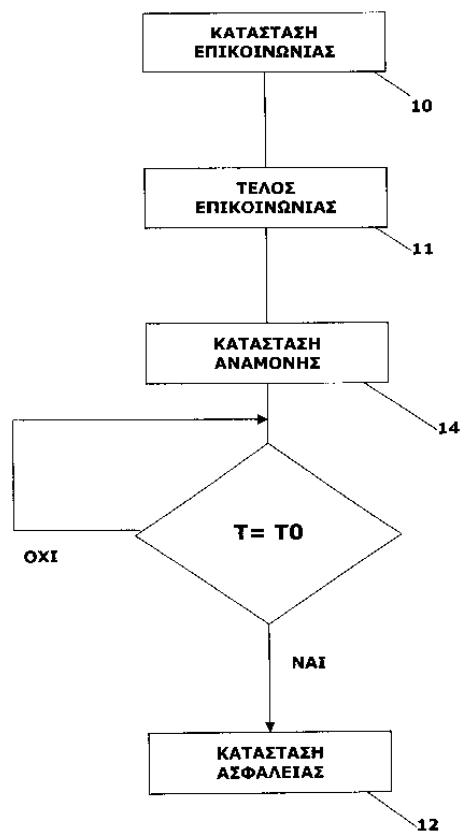 ΚΑΤΑΣΤΑΣΗ
ΕΠΙΚΟΙΝΩΝΙΑΣ
10
ΤΕΛΟΣ
ΕΠΙΚΟΙΝΩΝΙΑΣ
11
ΚΑΤΑΣΤΑΣΗ
ΑΝΑΜΟΝΗΣ
14
T= T0
ΟΧΙ
ΝΑΙ
ΚΑΤΑΣΤΑΣΗ
ΑΣΦΑΛΕΙΑΣ
12